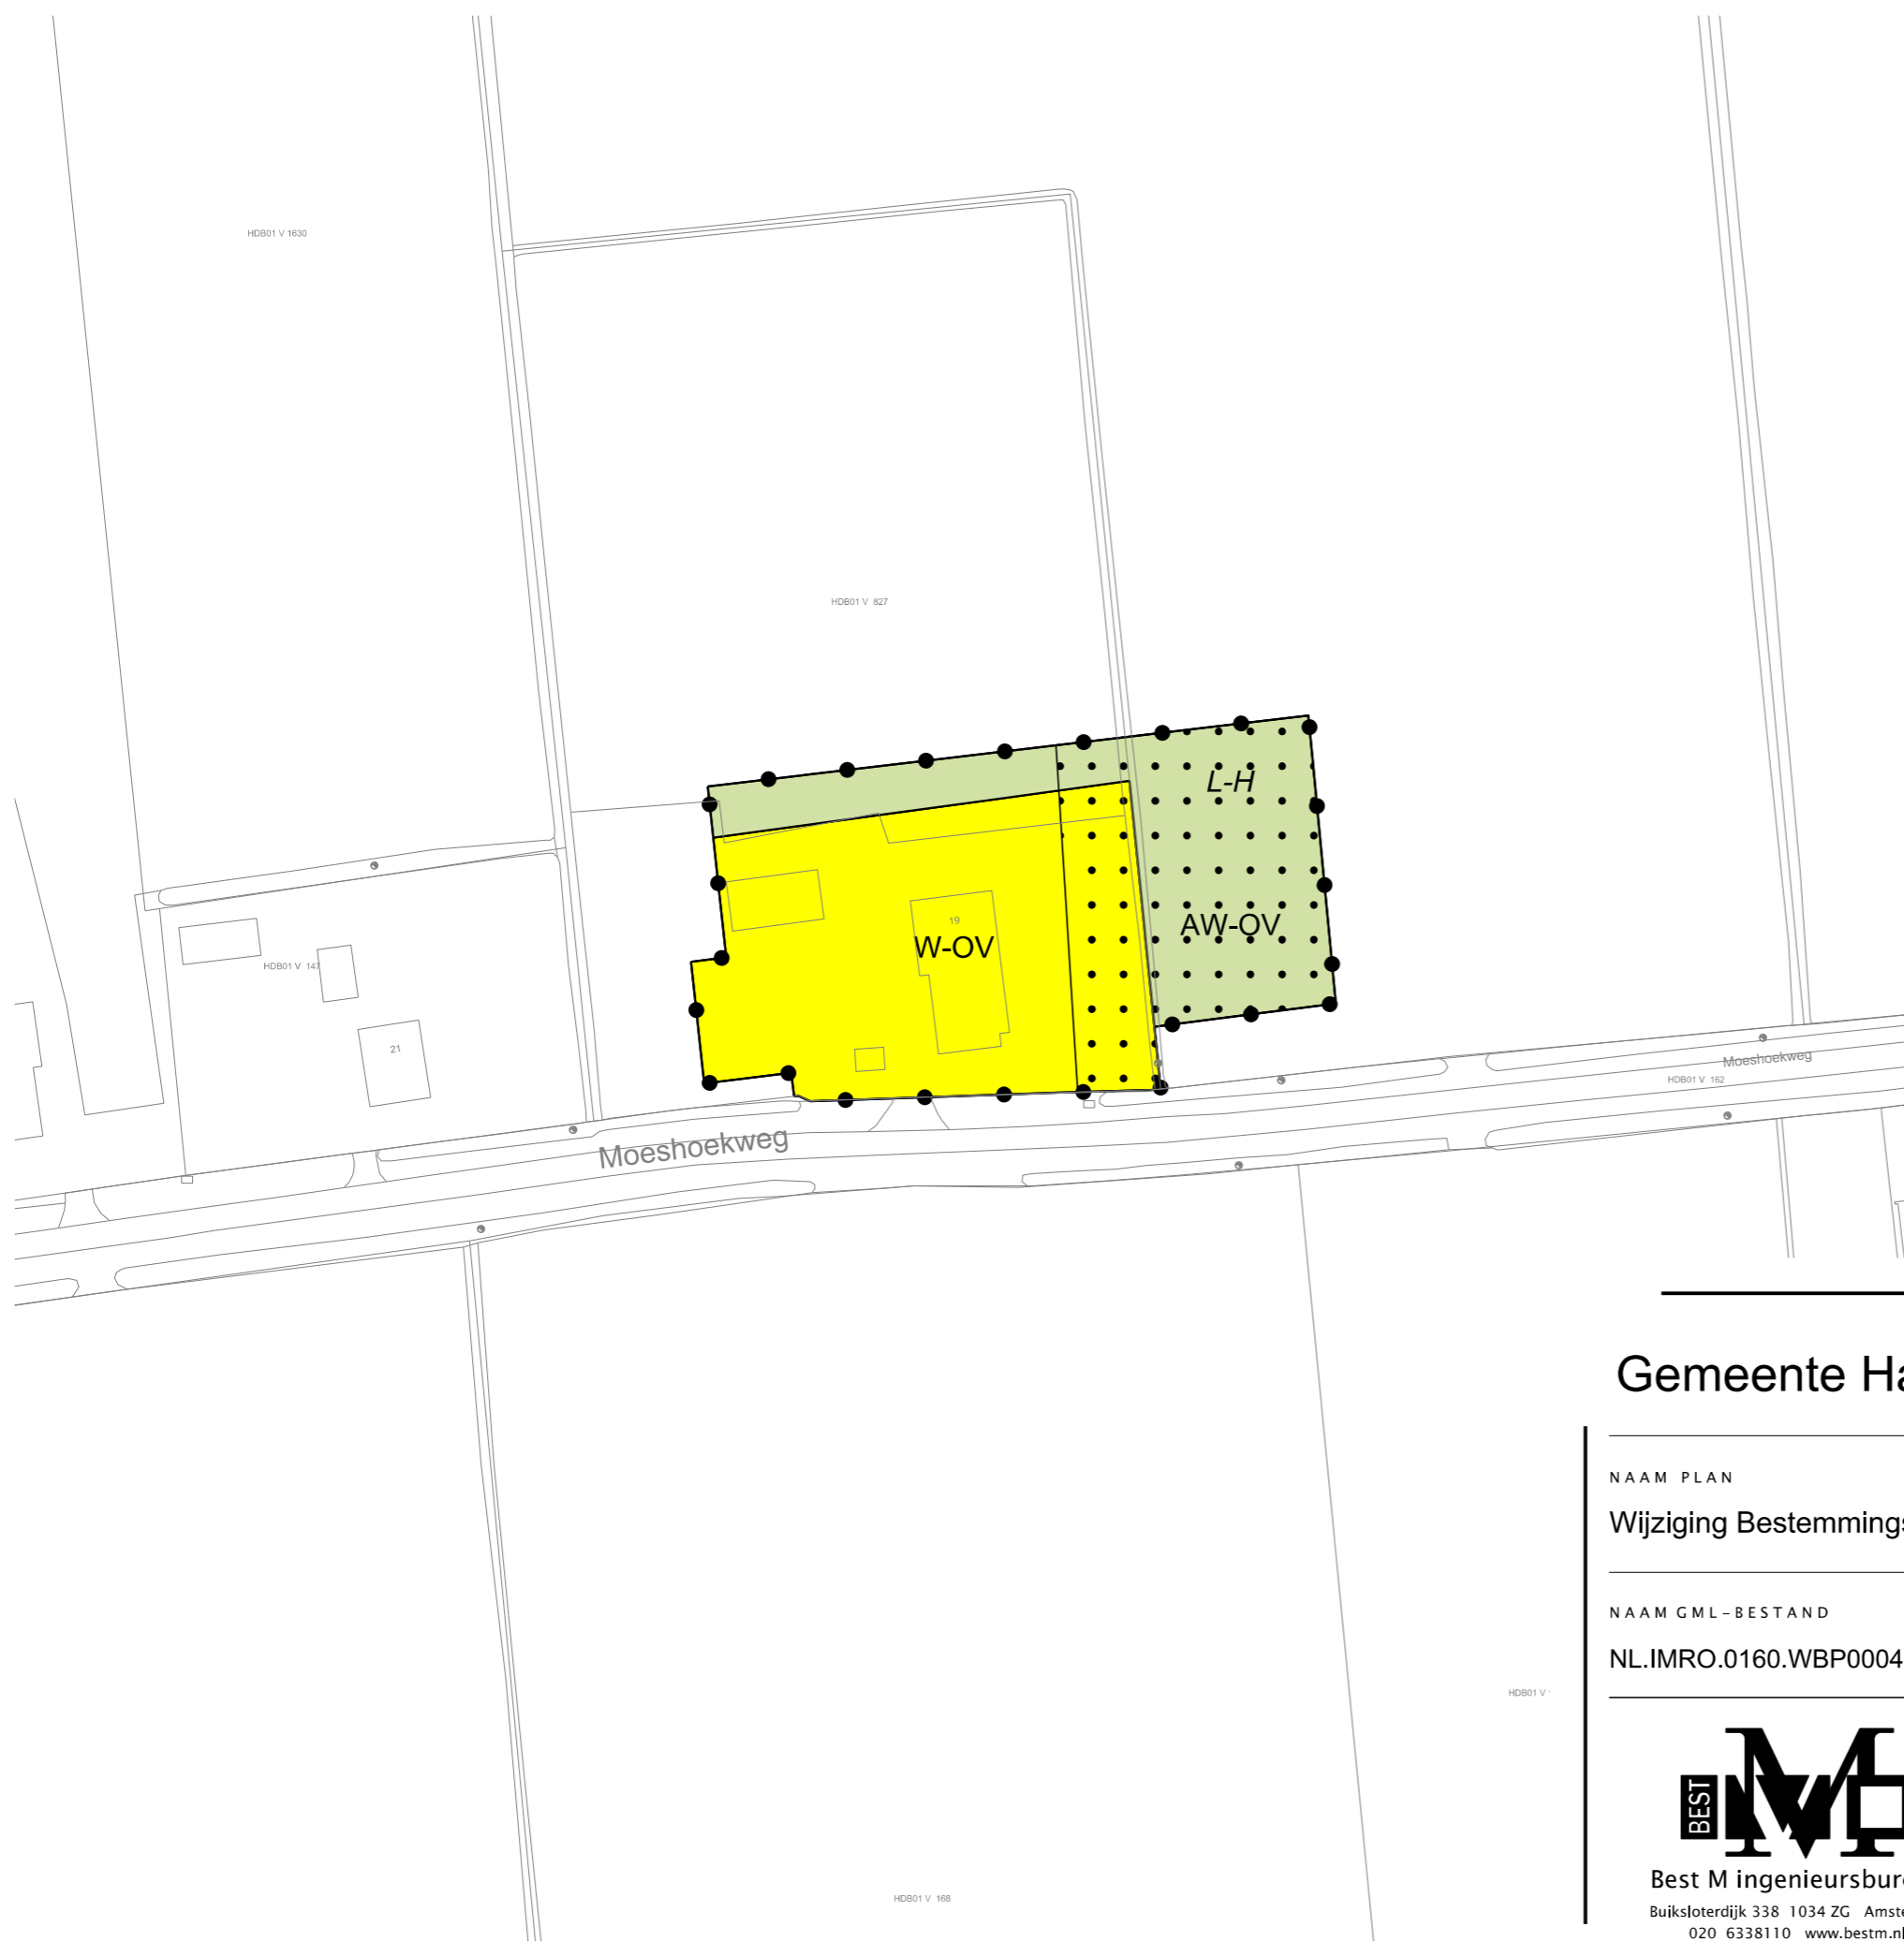 HDB01 V 1630
HDB01 V 827
L-H
AW-OV
19
W-OV
HDB01 V 147
21
Moeshoekweg
HDB01 V 162
Moeshoekweg
Gemeente Ha
NAAM PLAN
Wijziging Bestemmings
NAAM GML-BESTAND
NL.IMRO.0160.WBP0004
HDB01 V
BEST
M
Best M ingenieursbur
Buiksloterdijk 338 1034 ZG Amste
020 6338110 www.bestm.nl
HDB01 V 168